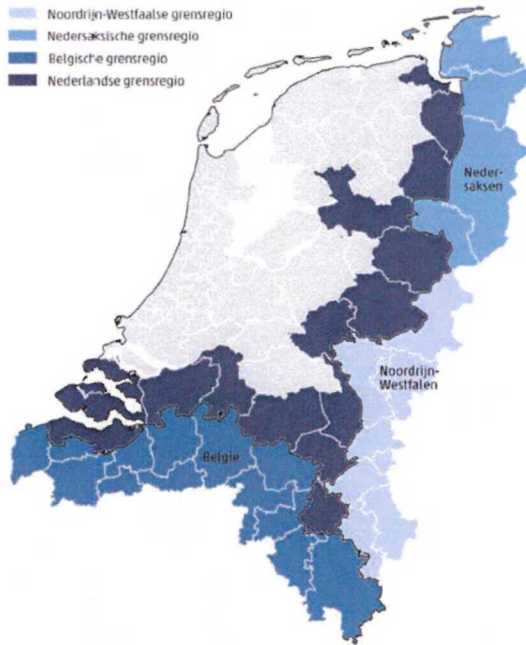 Noordrijn-Westfaalse grensregio
Nedersaksische grensregio
Belgische grensregio
Nederlandse grensregio
Neder-
saksen
Noordrijn-
Westfalen
België